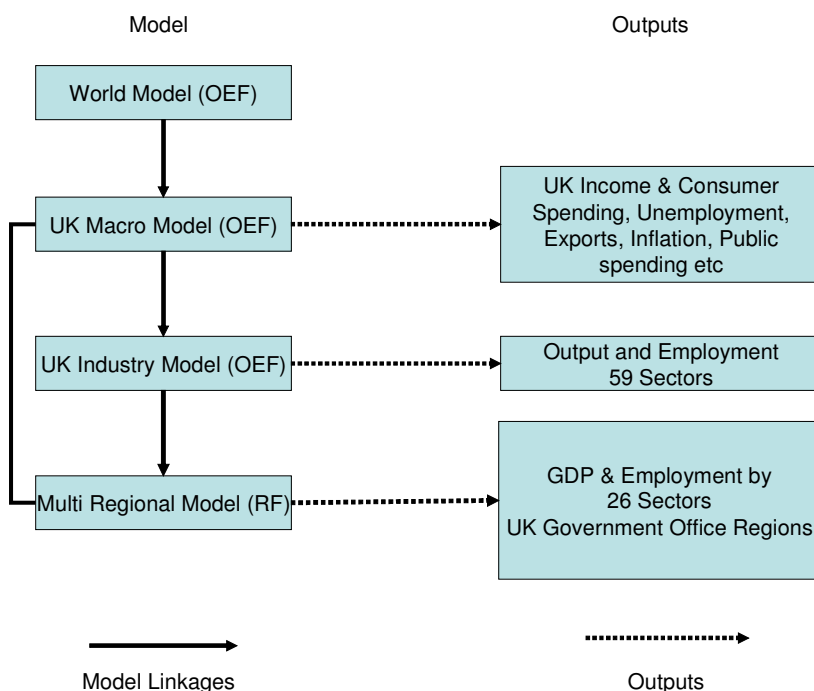 Model
Outputs
World Model (OEF)
UK Macro Model (OEF)
UK Income & Consumer
Spending, Unemployment,
Exports, Inflation, Public
spending etc
UK Industry Model (OEF)
Output and Employment
59 Sectors
Multi Regional Model (RF)
GDP & Employment by
26 Sectors
UK Government Office Regions
Model Linkages
Outputs